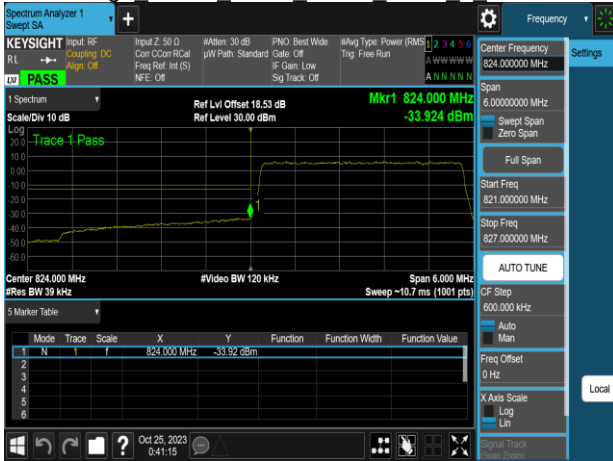 Spectrum Analyzer 1
Swept SA
+
Frequency
KEYSIGHT
RL
LXI
PASS
Input: RF
Coupling: DC
Align: Off
Input Z: 50 Ω
Corr CCorr RCal
Freq Ref: Int (S)
NFE: Off
#Atten: 30 dB
µW Path: Standard
PNO: Best Wide
Gate: Off
IF Gain: Low
Sig Track: Off
#Avg Type: Power (RMS
Trig: Free Run
1 2 3 4 5 6
A W W W W W
A N N N N N
Center Frequency
824.000000 MHz
Settings
1 Spectrum
Scale/Div 10 dB
Ref Lvl Offset 18.53 dB
Ref Level 30.00 dBm
Mkr1 824.000 MHz
-33.924 dBm
Span
6.00000000 MHz
Swept Span
Zero Span
Log
Trace 1 Pass
20.0
10.0
0.00
-10.0
-20.0
-30.0
-40.0
-50.0
-60.0
1
Full Span
Start Freq
821.000000 MHz
Stop Freq
827.000000 MHz
AUTO TUNE
Center 824.000 MHz
#Res BW 39 kHz
#Video BW 120 kHz
Span 6.000 MHz
Sweep ~10.7 ms (1001 pts)
CF Step
600.000 kHz
Auto
Man
5 Marker Table
Mode Trace Scale X Y Function Function Width Function Value
1 N 1 f 824.000 MHz -33.92 dBm
2
3
4
5
6
Freq Offset
0 Hz
X Axis Scale
Log
Lin
Local
Signal Track
(Span Zoom)
?
Oct 25, 2023
0:41:15